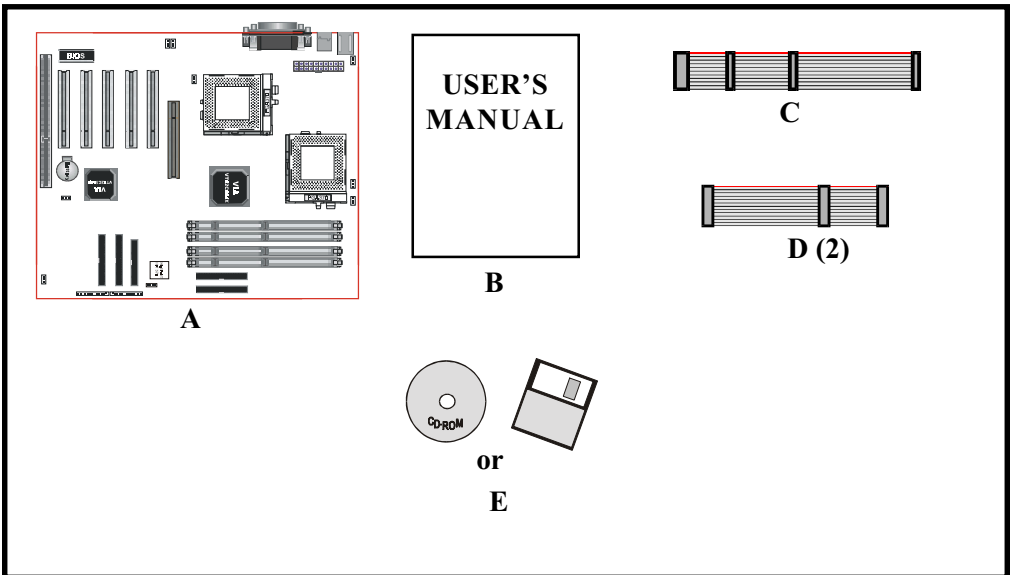 BIOS
USER'S
MANUAL
C
VIA
VIA
D (2)
B
A
CD-ROM
or
E